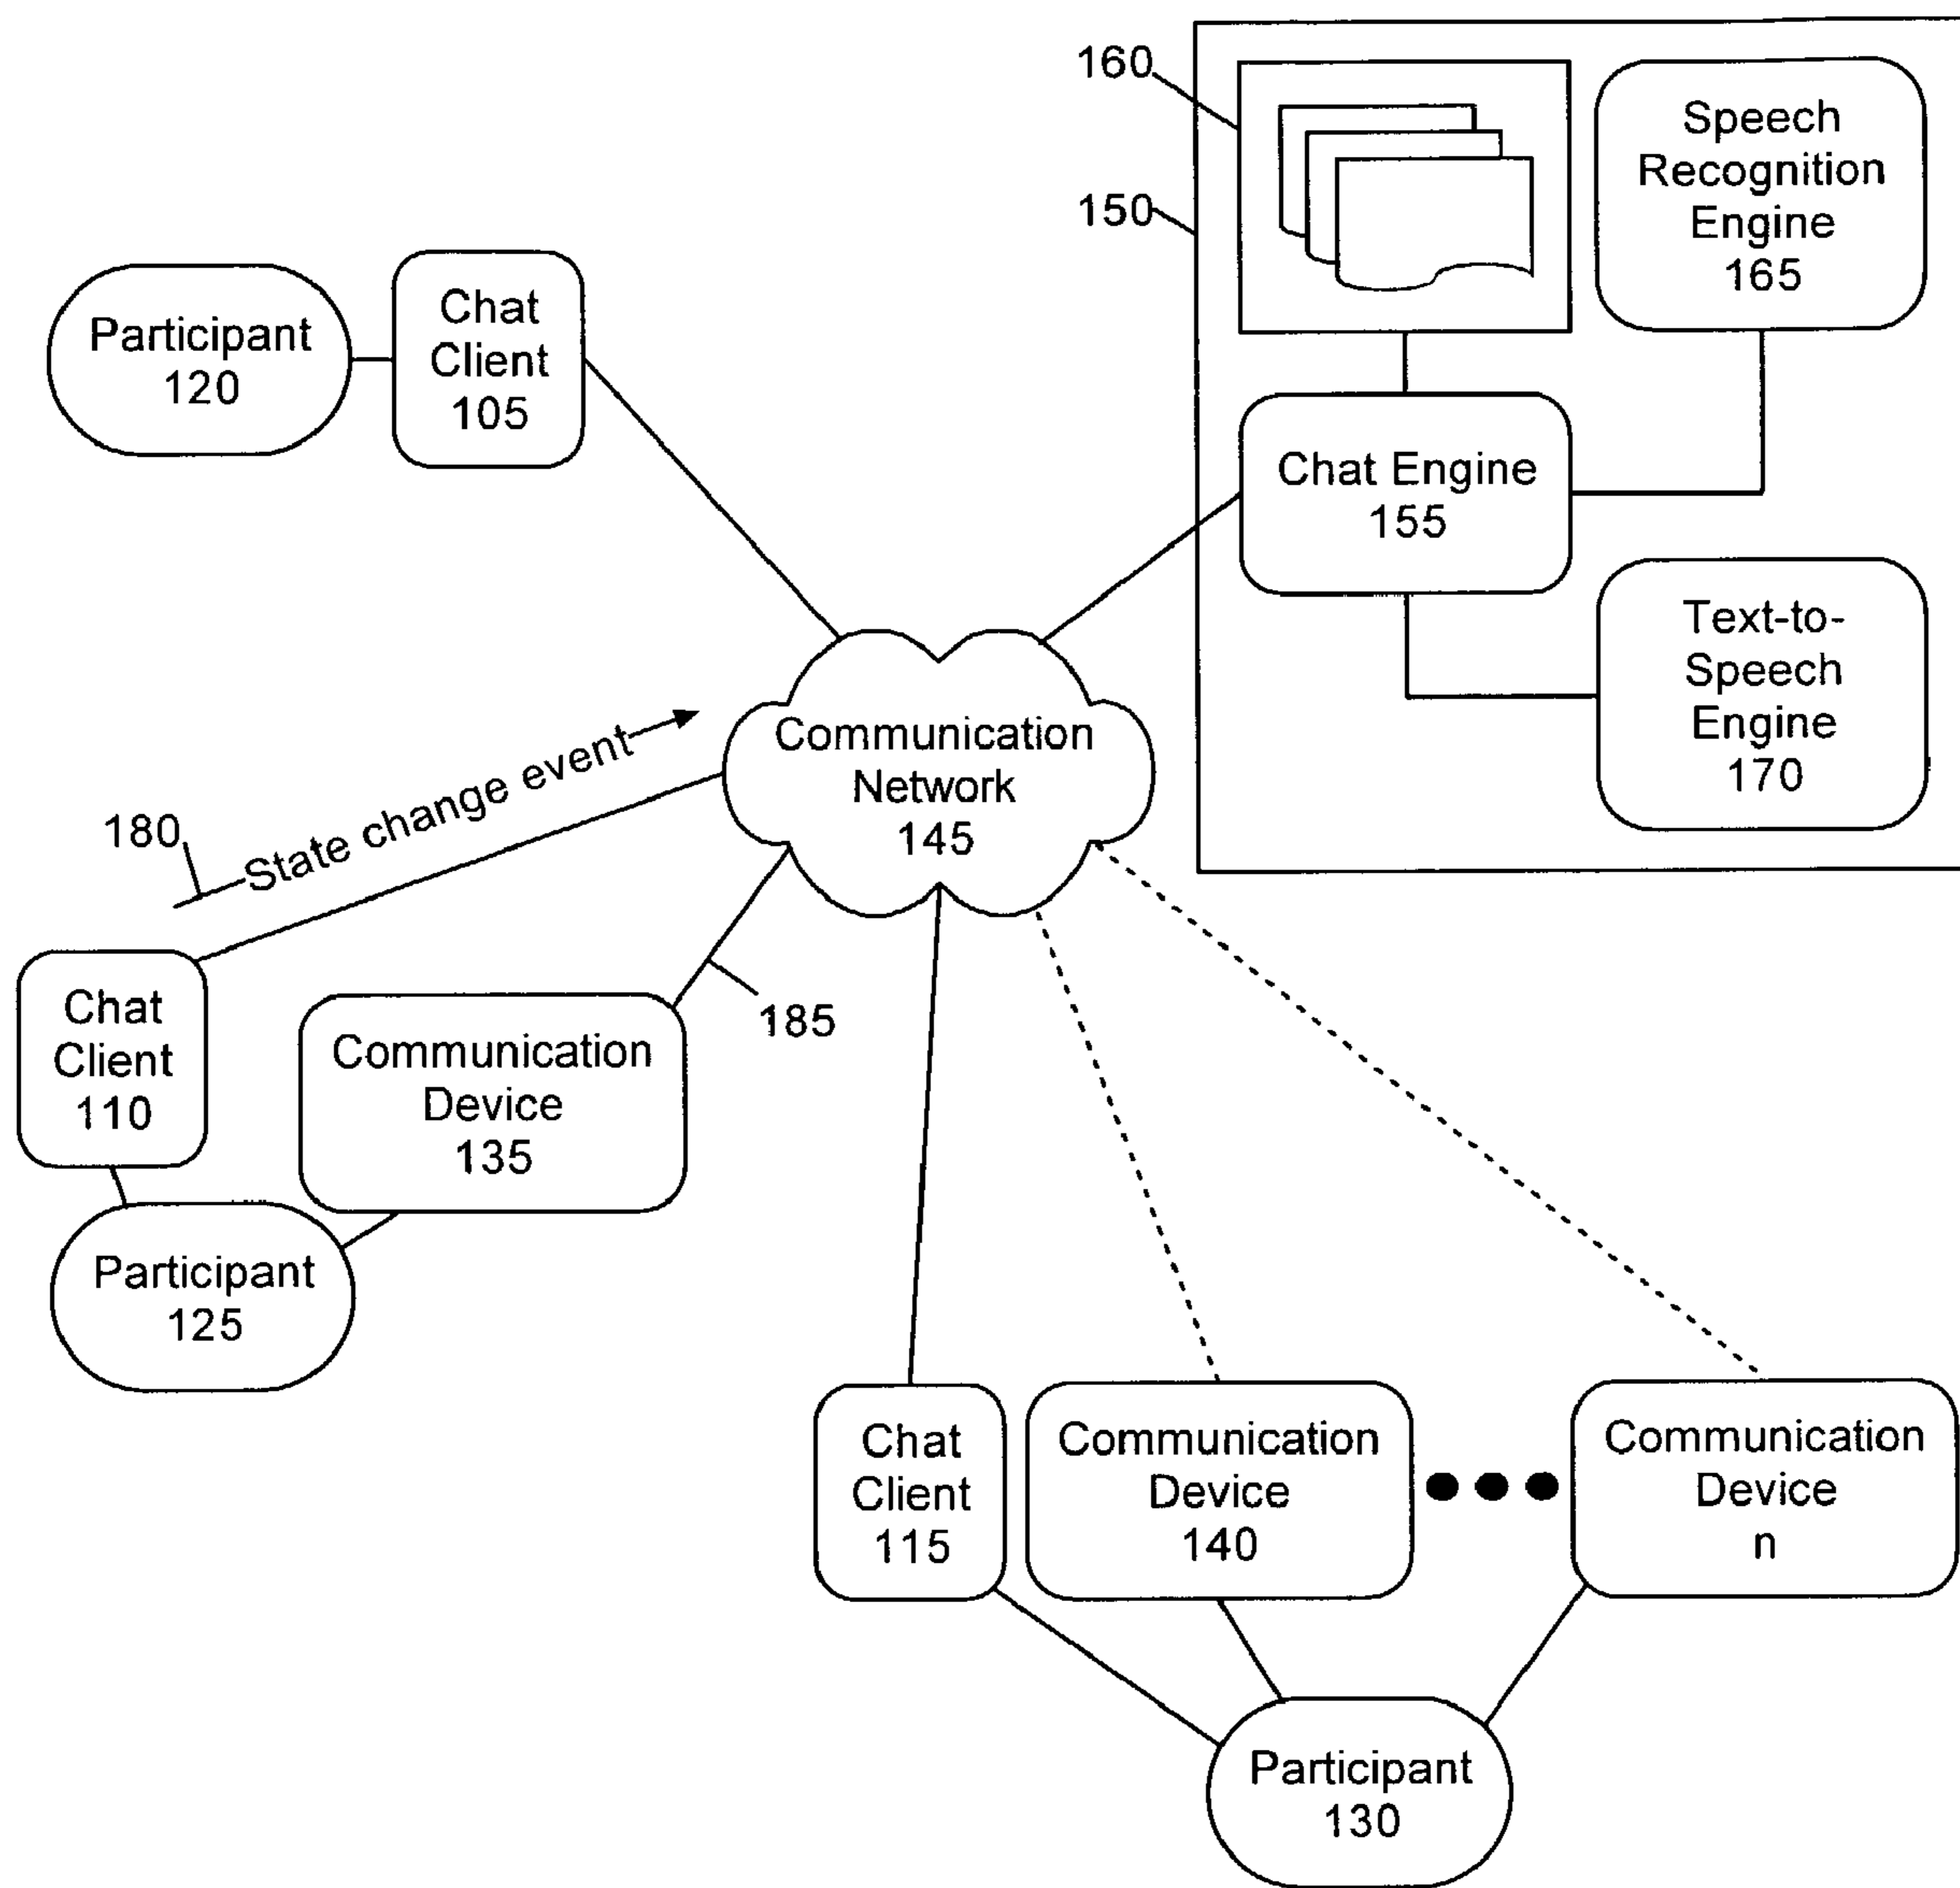 160
150
Speech
Recognition
Engine
165
Participant
120
Chat
Client
105
Chat Engine
155
Text-to-
Speech
Engine
170
Communication
Network
145
180
State change event
185
Chat
Client
110
Communication
Device
135
Participant
125
Chat
Client
115
Communication
Device
140
Communication
Device
n
Participant
130